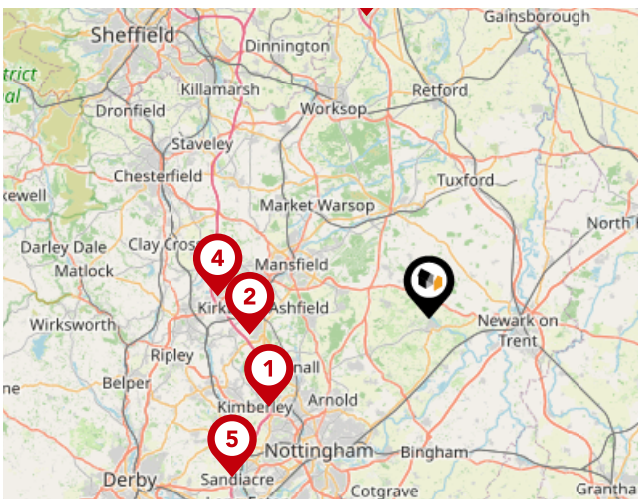 Gainsborough
Sheffield
Dinnington
trict
al
Killamarsh
Retford
Worksop
Dronfield
Staveley
Chesterfield
Tuxford
kewell
Market Warsop
North
Darley Dale
Clay Cross
4
Mansfield
Matlock
2
Kirk
Ashfield
Newark on
Trent
Wirksworth
Ripley
1
nall
ne
Belper
Kimberley
Arnold
5
Nottingham
Bingham
Derby
Sandiacre
Cotgrave
Grantha